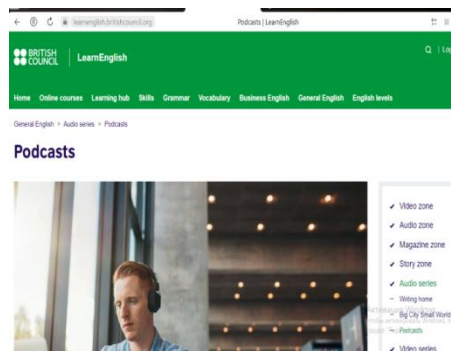 learnenglish.britishcouncil.org
Podcasts | LearnEnglish
BRITISH
COUNCIL
LearnEnglish
Log
Home Online courses Learning hub Skills Grammar Vocabulary Business English General English English levels
General English > Audio series > Podcasts
Podcasts
✔ Video zone
✔ Audio zone
✔ Magazine zone
✔ Story zone
✔ Audio series
– Writing home
– Big City Small World
– Podcasts
✔ Video series